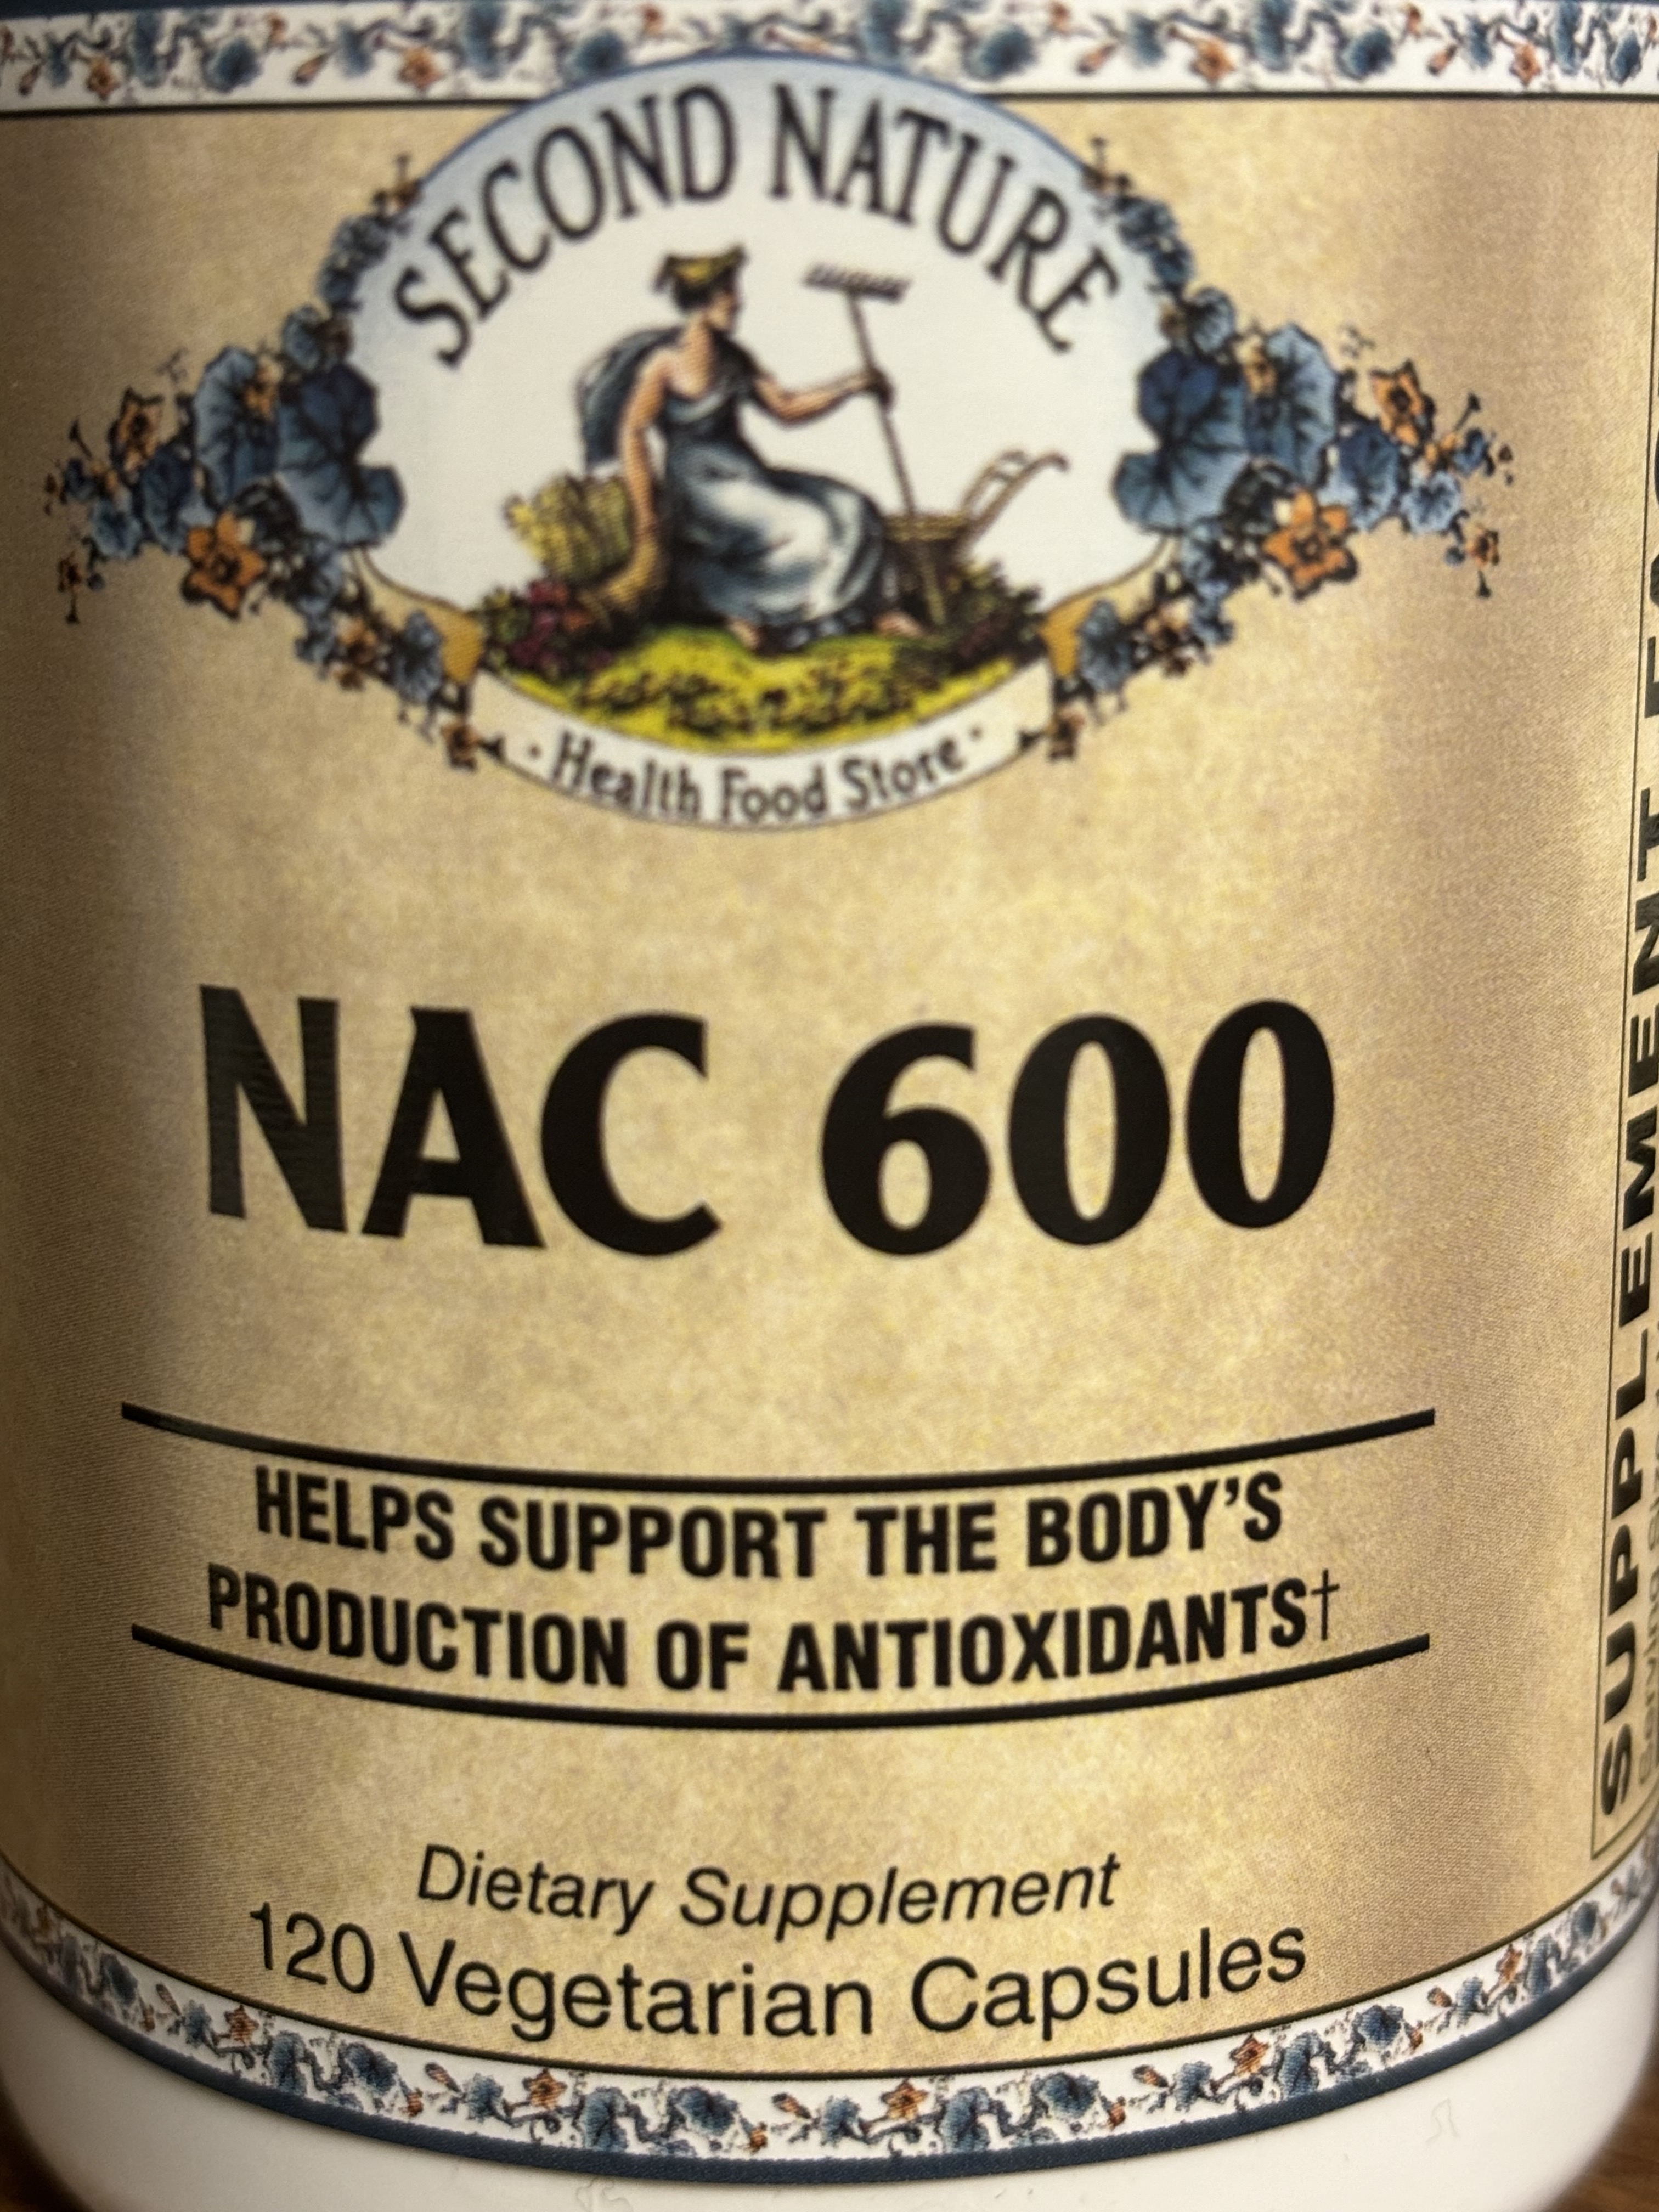 SECOND NATURE
· Health Food Store ·
NAC 600
HELPS SUPPORT THE BODY'S
PRODUCTION OF ANTIOXIDANTS†
Dietary Supplement
120 Vegetarian Capsules
SUPPLEMENT